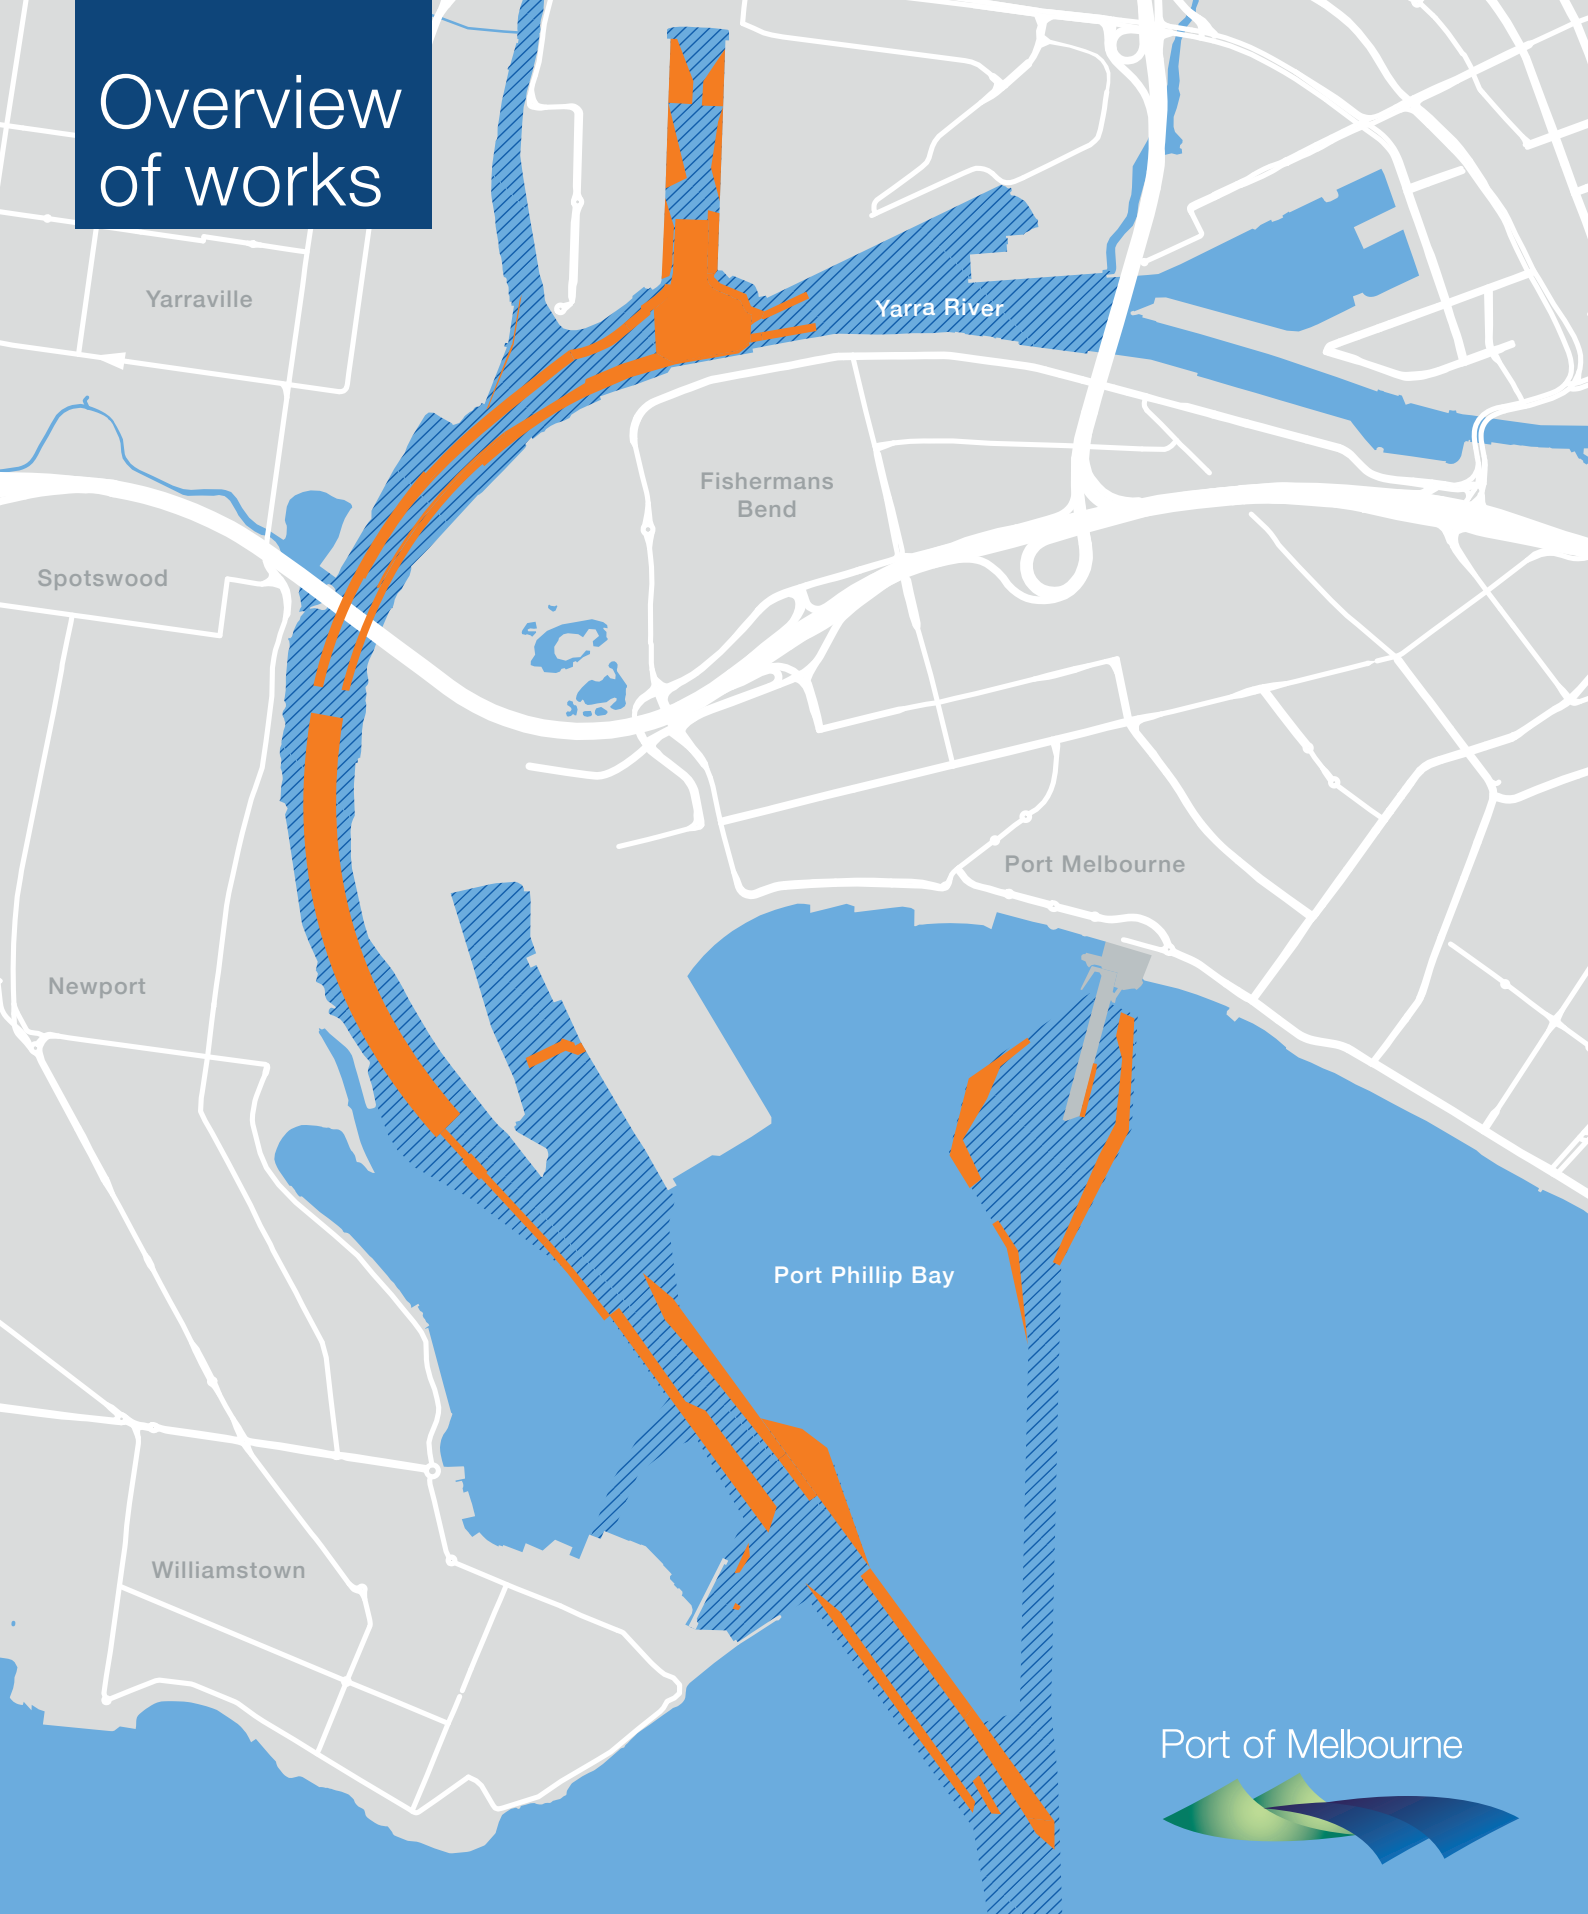 Overview
of works
Yarraville
Yarra River
Fishermans
Bend
Spotswood
Port Melbourne
Newport
Port Phillip Bay
Williamstown
Port of Melbourne